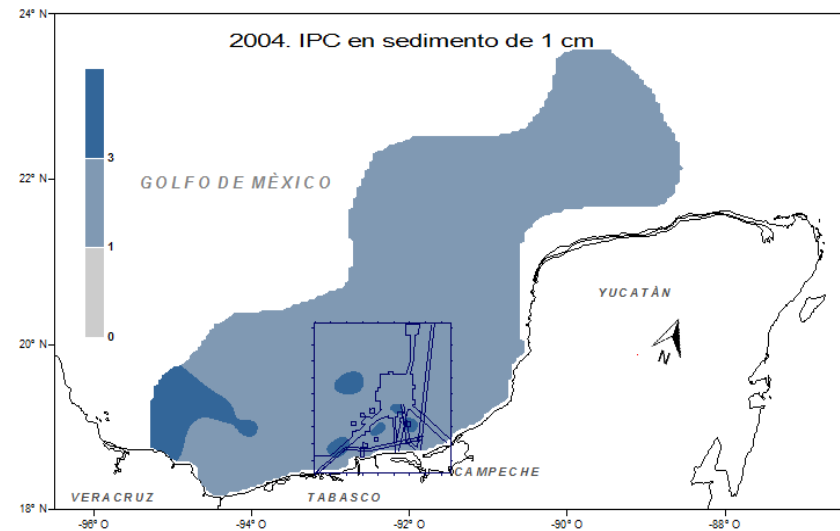 24° N
2004. IPC en sedimento de 1 cm
3
22° N
GOLFO DE MÈXICO
1
YUCATÀN
0
20° N
N
CAMPECHE
VERACRUZ
TABASCO
18° N
-96° O
-94° O
-92° O
-90° O
-88° O